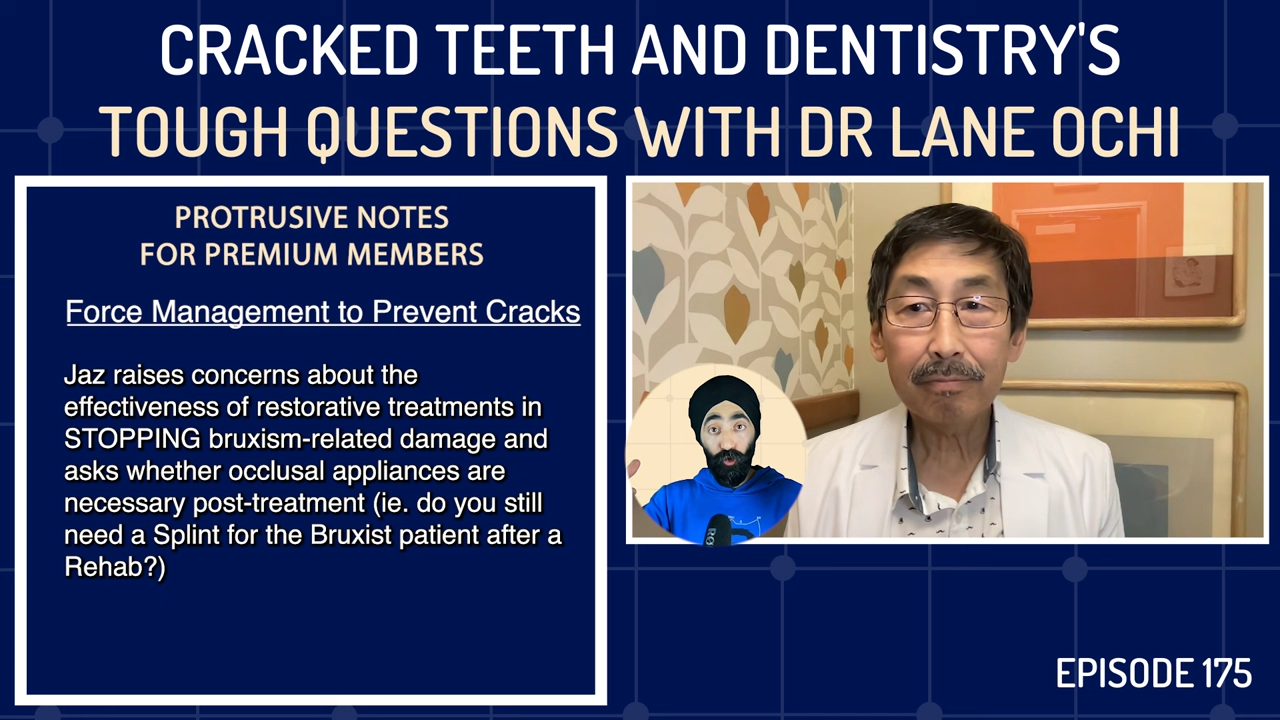 CRACKED TEETH AND DENTISTRY'S
TOUGH QUESTIONS WITH DR LANE OCHI
PROTRUSIVE NOTES
FOR PREMIUM MEMBERS
Force Management to Prevent Cracks
Jaz raises concerns about the
effectiveness of restorative treatments in
STOPPING bruxism-related damage and
asks whether occlusal appliances are
necessary post-treatment (ie. do you still
need a Splint for the Bruxist patient after a
Rehab?)
EPISODE 175